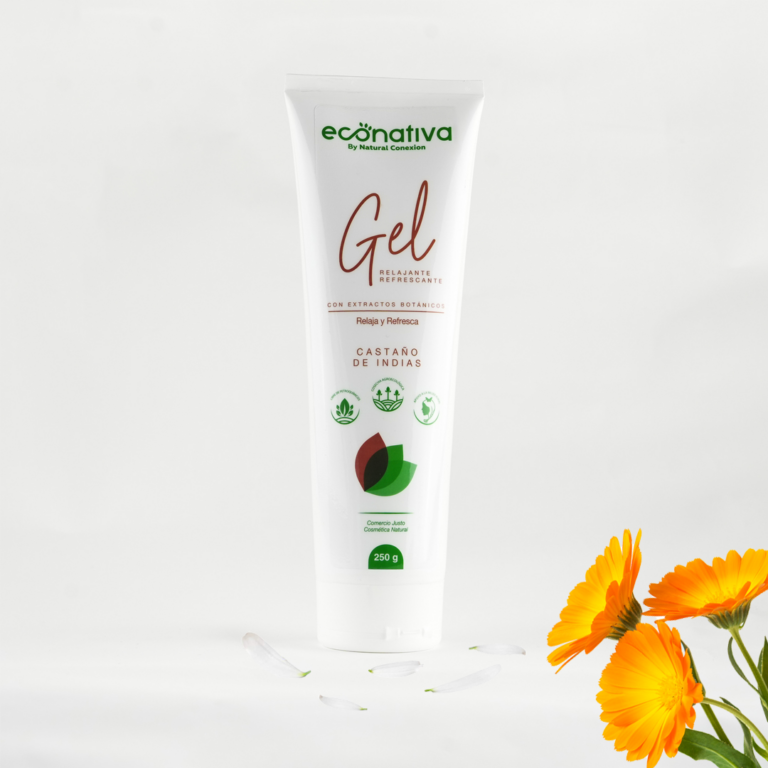 econativa
By Natural Conexion
Gel
RELAJANTE
REFRESCANTE
CON EXTRACTOS BOTANICOS
Relaja y Refresca
CASTAÑO
DE INDIAS
Comercio Justo
Cosmética Natural
250 g